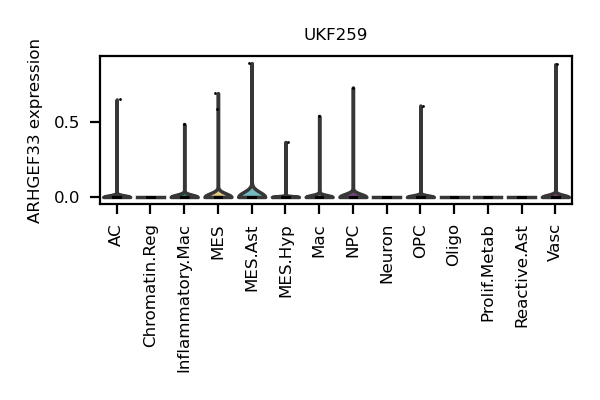 UKF259
ARHGEF33 expression
0.5
0.0
AC
Chromatin.Reg
Inflammatory.Mac
MES
MES.Ast
MES.Hyp
Mac
NPC
Neuron
OPC
Oligo
Prolif.Metab
Reactive.Ast
Vasc